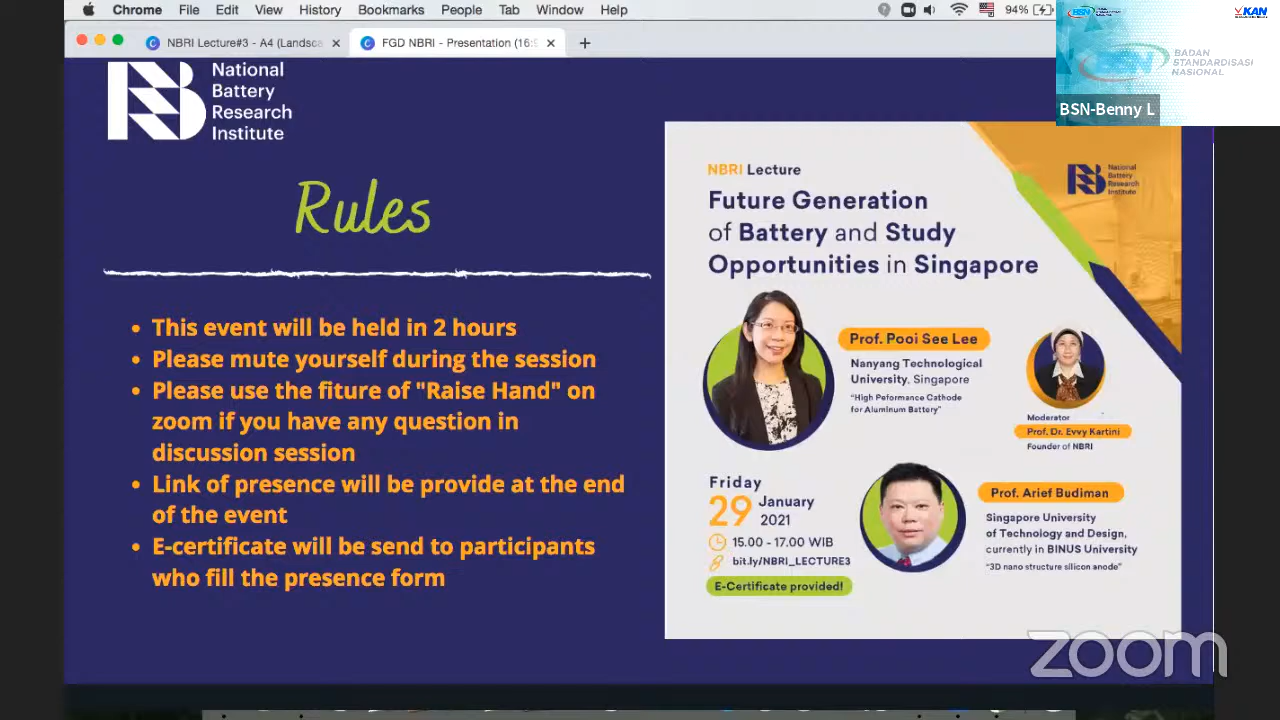 Chrome File Edit View History Bookmarks People Tab Window Help 94%
NBRI Lecture#3 - A4 (Landsca
FGD NBRI - Presentation (16:9
BSN
KAN
BADAN
STANDARDISASI
NASIONAL
BSN-Benny L
National
Battery
Research
Institute
Rules
• This event will be held in 2 hours
• Please mute yourself during the session
• Please use the fiture of "Raise Hand" on
zoom if you have any question in
discussion session
• Link of presence will be provide at the end
of the event
• E-certificate will be send to participants
who fill the presence form
NBRI Lecture
National
Battery
Research
Institute
Future Generation
of Battery and Study
Opportunities in Singapore
Prof. Pooi See Lee
Nanyang Technological
University, Singapore
"High Peformance Cathode
for Aluminum Battery"
Moderator
Prof. Dr. Evvy Kartini
Founder of NBRI
Friday
29 January
2021
15.00 - 17.00 WIB
bit.ly/NBRI_LECTURE3
E-Certificate provided!
Prof. Arief Budiman
Singapore University
of Technology and Design,
currently in BINUS University
"3D nano structure silicon anode"
zoom